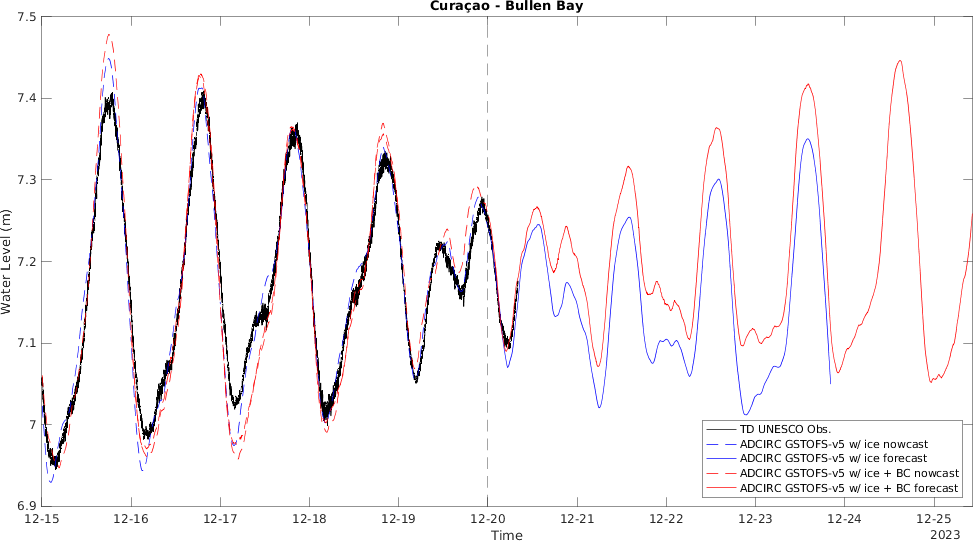 Curaçao - Bullen Bay
7.5
7.4
7.3
7.2
7.1
7
6.9
Water Level (m)
12-15 12-16 12-17 12-18 12-19 12-20 12-21 12-22 12-23 12-24 12-25
Time
2023
TD UNESCO Obs.
ADCIRC GSTOFS-v5 w/ ice nowcast
ADCIRC GSTOFS-v5 w/ ice forecast
ADCIRC GSTOFS-v5 w/ ice + BC nowcast
ADCIRC GSTOFS-v5 w/ ice + BC forecast